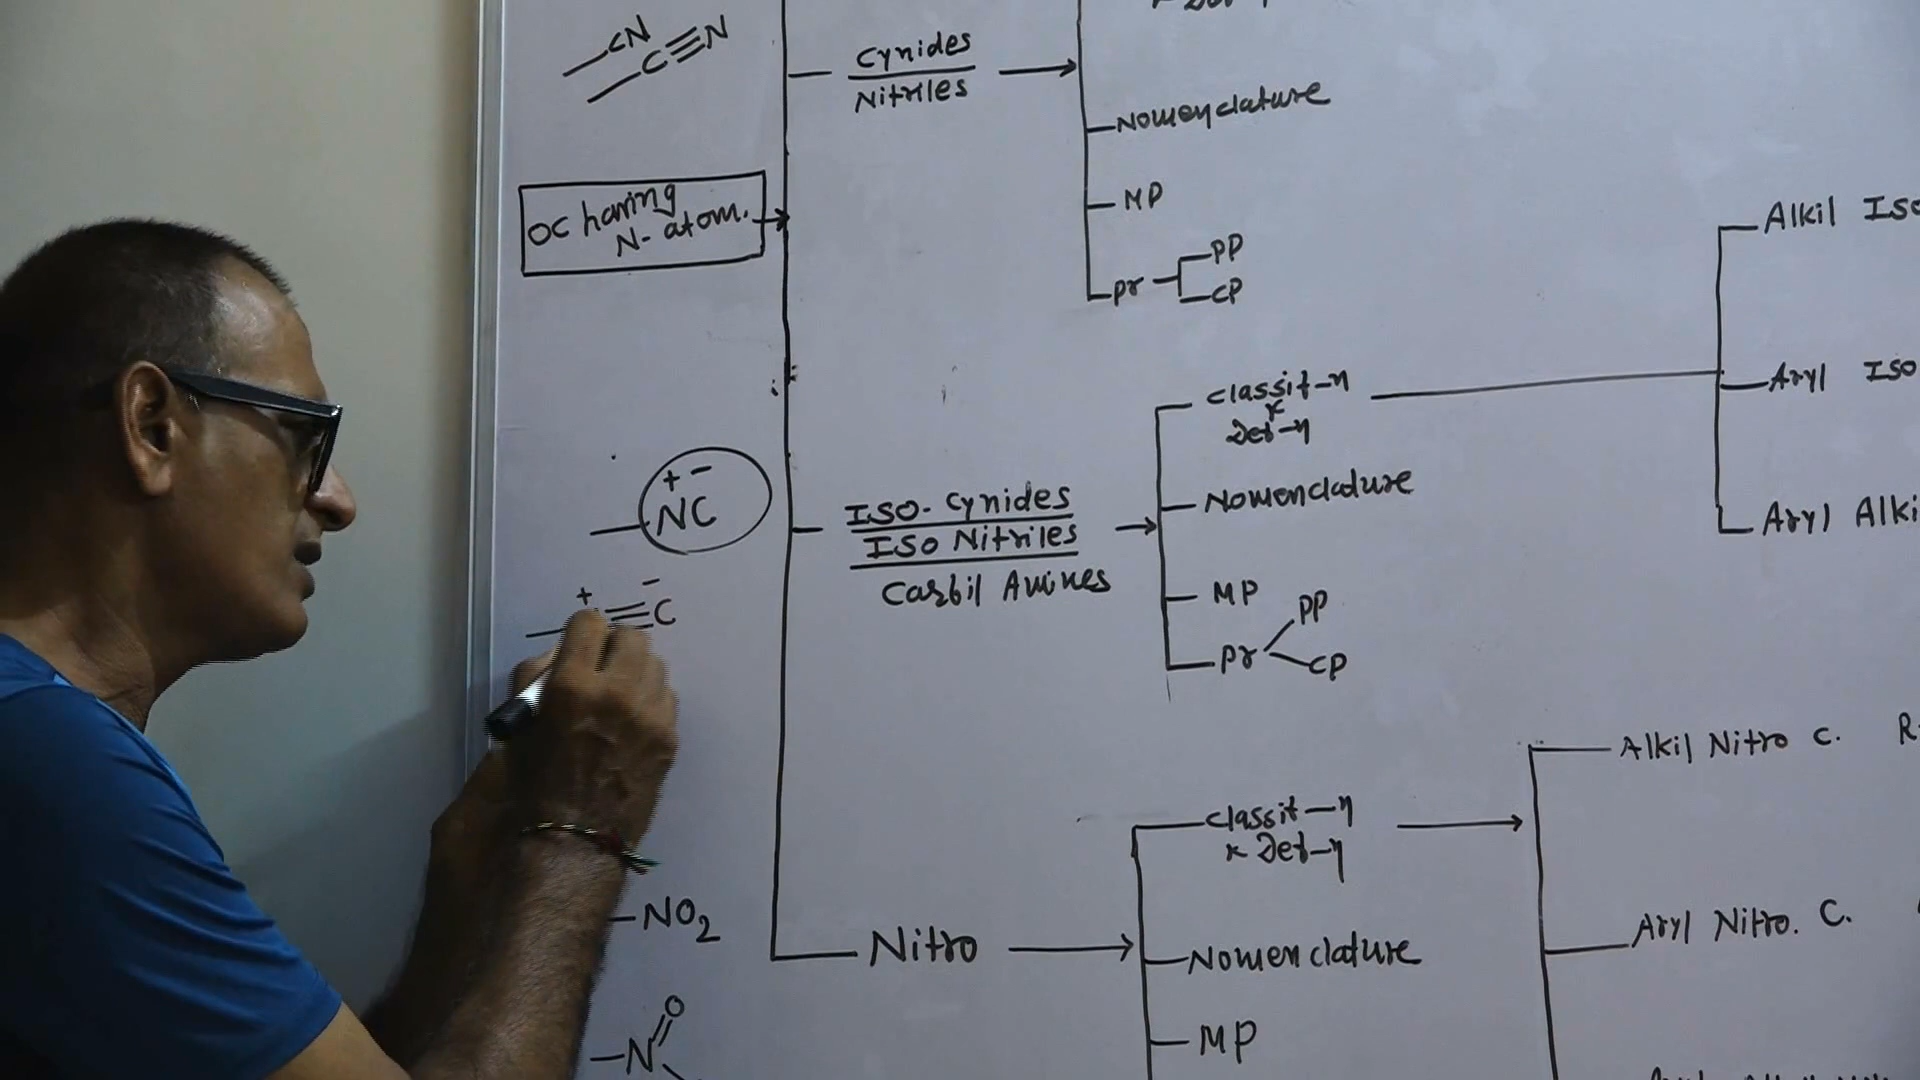 CN
C≡N
Cynides
Nitriles
Nomenclature
MP
Pr
PP
CP
OC having
N- atom.
Alkil Iso
Aryl Iso
Aryl Alki
Classif-n
Def-n
Nomenclature
MP
Pr
PP
CP
+ -
NC
ISO-Cynides
ISO Nitriles
Carbil Amines
+ -
≡C
Alkil Nitro C.
Aryl Nitro. C.
Classif-n
Def-n
-NO2
Nitro
Nomenclature
MP
O
-N